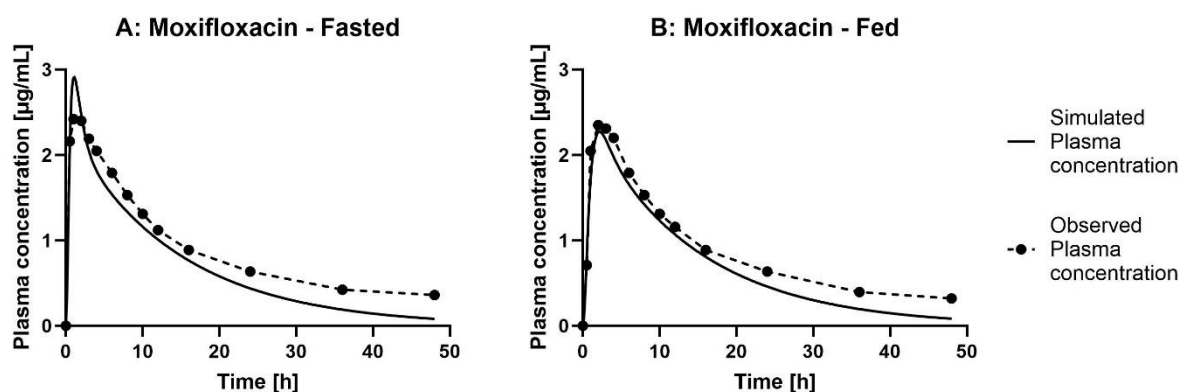 A: Moxifloxacin - Fasted
Plasma concentration [µg/mL]
3
2
1
0
0 10 20 30 40 50
Time [h]
B: Moxifloxacin - Fed
Plasma concentration [µg/mL]
3
2
1
0
0 10 20 30 40 50
Time [h]
Simulated
Plasma
concentration
Observed
Plasma
concentration